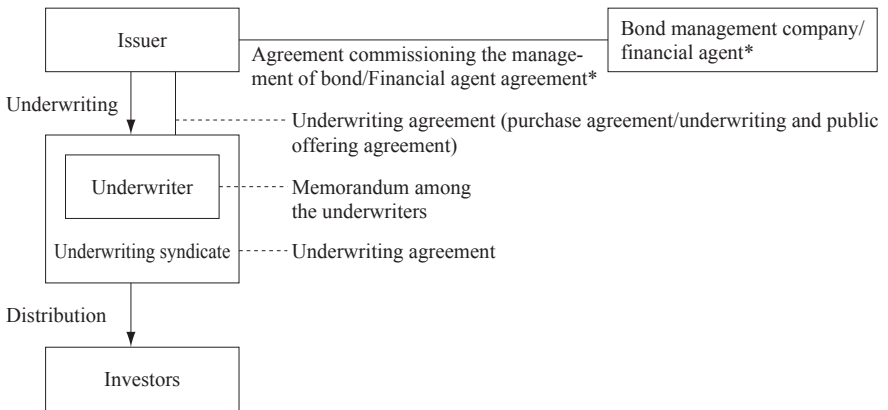 Issuer
Bond management company/
financial agent*
Agreement commissioning the manage-
ment of bond/Financial agent agreement*
Underwriting
Underwriting agreement (purchase agreement/underwriting and public
offering agreement)
Underwriter
Memorandum among
the underwriters
Underwriting syndicate
Underwriting agreement
Distribution
Investors